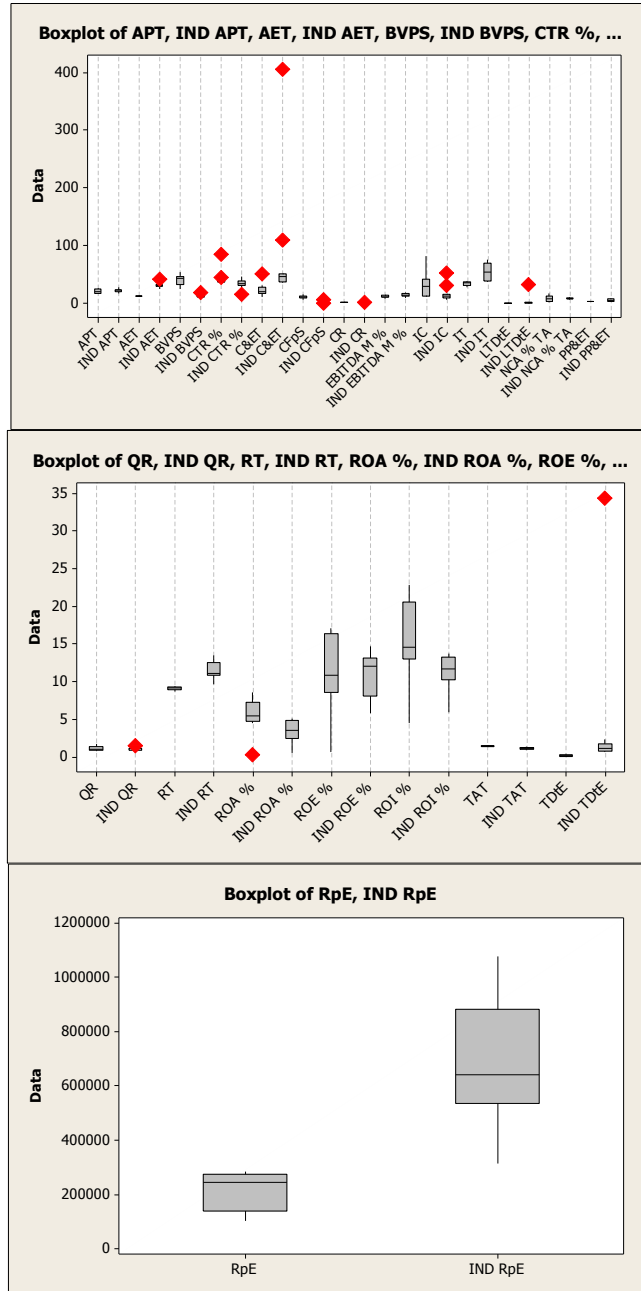 Boxplot of APT, IND APT, AET, IND AET, BVPS, IND BVPS, CTR %, ...
400
300
200
100
0
Data
APT
IND APT
AET
IND AET
BVPS
IND BVPS
CTR %
IND CTR %
C&ET
IND C&ET
CFpS
IND CFpS
CR
IND CR
EBITDA M %
IND EBITDA M %
IC
IND IC
IT
IND IT
LTDtE
IND LTDtE
NCA % TA
IND NCA % TA
PP&ET
IND PP&ET
Boxplot of QR, IND QR, RT, IND RT, ROA %, IND ROA %, ROE %, ...
35
30
25
20
15
10
5
0
Data
QR
IND QR
RT
IND RT
ROA %
IND ROA %
ROE %
IND ROE %
ROI %
IND ROI %
TAT
IND TAT
TDtE
IND TDtE
Boxplot of RpE, IND RpE
1200000
1000000
800000
600000
400000
200000
0
Data
RpE
IND RpE